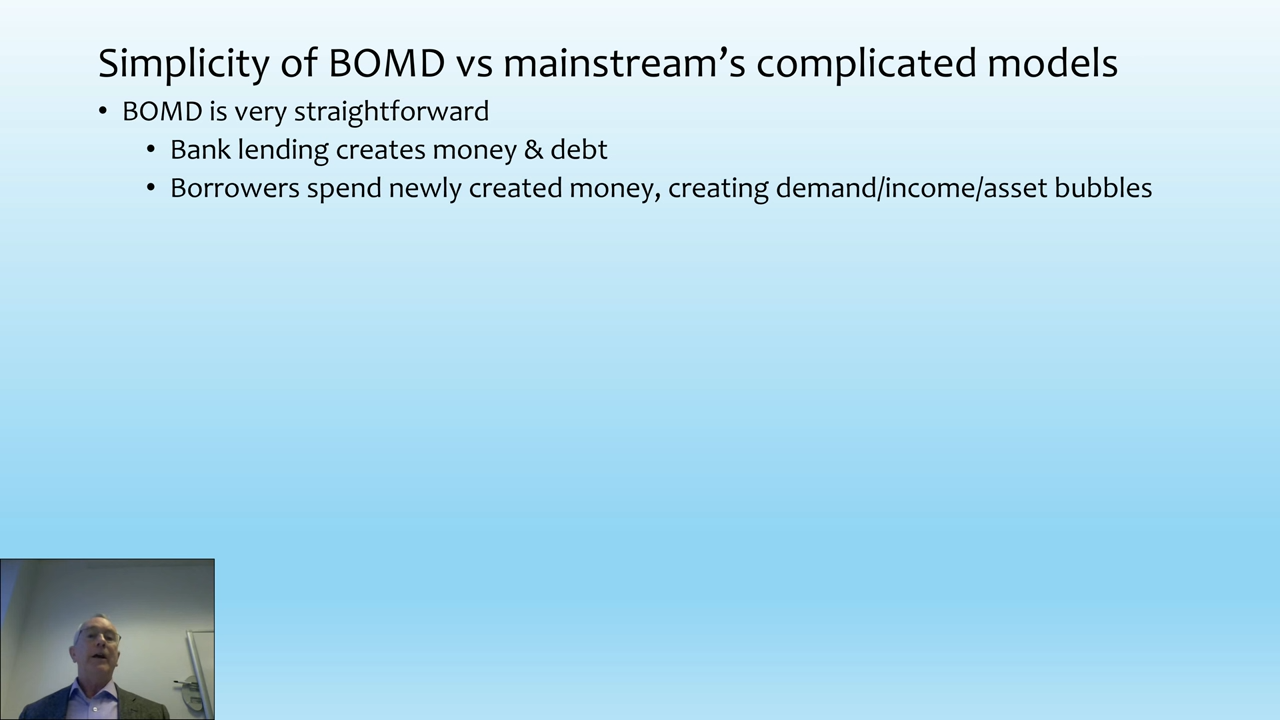 Simplicity of BOMD vs mainstream’s complicated models
• BOMD is very straightforward
• Bank lending creates money & debt
• Borrowers spend newly created money, creating demand/income/asset bubbles